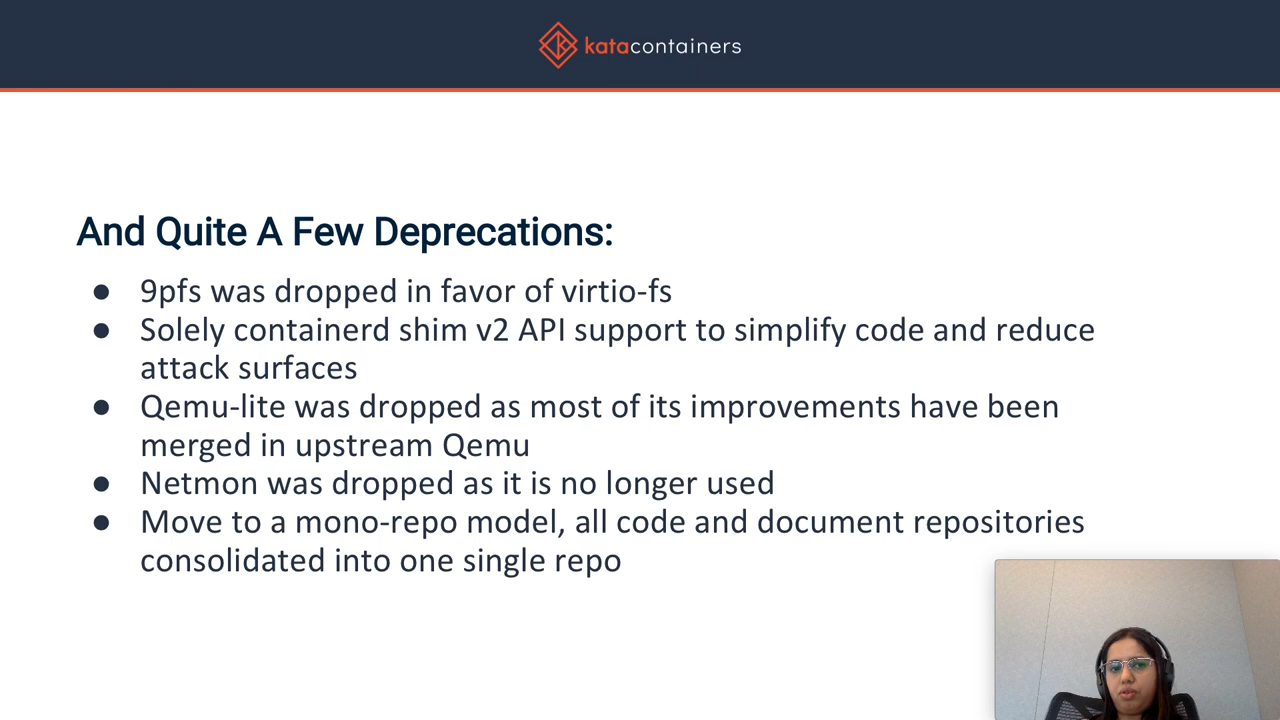 katacontainers
And Quite A Few Deprecations:
● 9pfs was dropped in favor of virtio-fs
● Solely containerd shim v2 API support to simplify code and reduce
attack surfaces
● Qemu-lite was dropped as most of its improvements have been
merged in upstream Qemu
● Netmon was dropped as it is no longer used
● Move to a mono-repo model, all code and document repositories
consolidated into one single repo